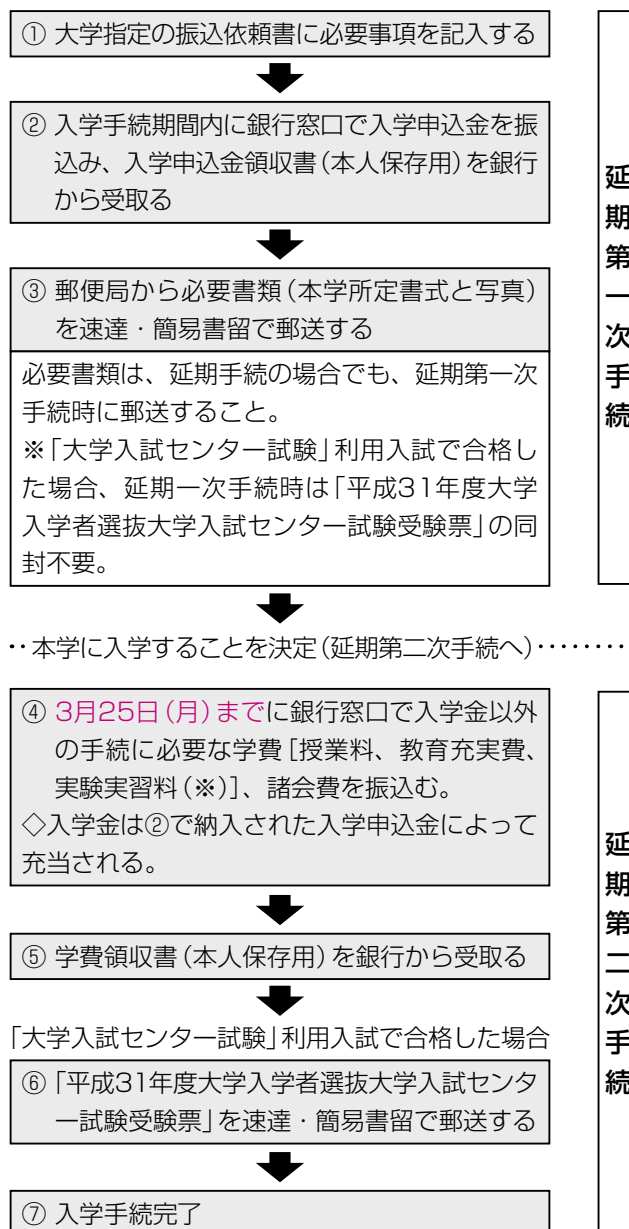 ① 大学指定の振込依頼書に必要事項を記入する
② 入学手続期間内に銀行窓口で入学申込金を振
込み、入学申込金領収書(本人保存用)を銀行
から受取る
③ 郵便局から必要書類(本学所定書式と写真)
を速達・簡易書留で郵送する
必要書類は、延期手続の場合でも、延期第一次
手続時に郵送すること。
※「大学入試センター試験」利用入試で合格し
た場合、延期一次手続時は「平成31年度大学
入学者選抜大学入試センター試験受験票」の同
封不要。
延期第一次手続
‥本学に入学することを決定(延期第二次手続へ)‥‥‥‥
④ 3月25日(月)までに銀行窓口で入学金以外
の手続に必要な学費[授業料、教育充実費、
実験実習料(※)]、諸会費を振込む。
◇入学金は②で納入された入学申込金によって
充当される。
⑤ 学費領収書(本人保存用)を銀行から受取る
「大学入試センター試験」利用入試で合格した場合
⑥「平成31年度大学入学者選抜大学入試センタ
ー試験受験票」を速達・簡易書留で郵送する
⑦ 入学手続完了
延期第二次手続